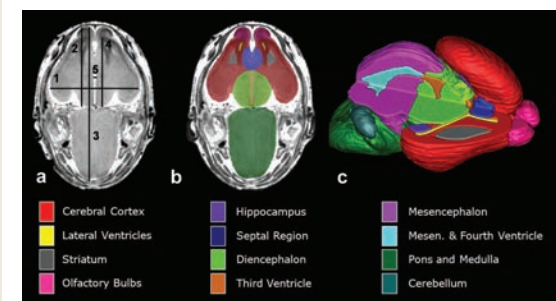 2 4
5
1
3
a b c
Cerebral Cortex
Lateral Ventricles
Striatum
Olfactory Bulbs
Hippocampus
Septal Region
Diencephalon
Third Ventricle
Mesencephalon
Mesen. & Fourth Ventricle
Pons and Medulla
Cerebellum